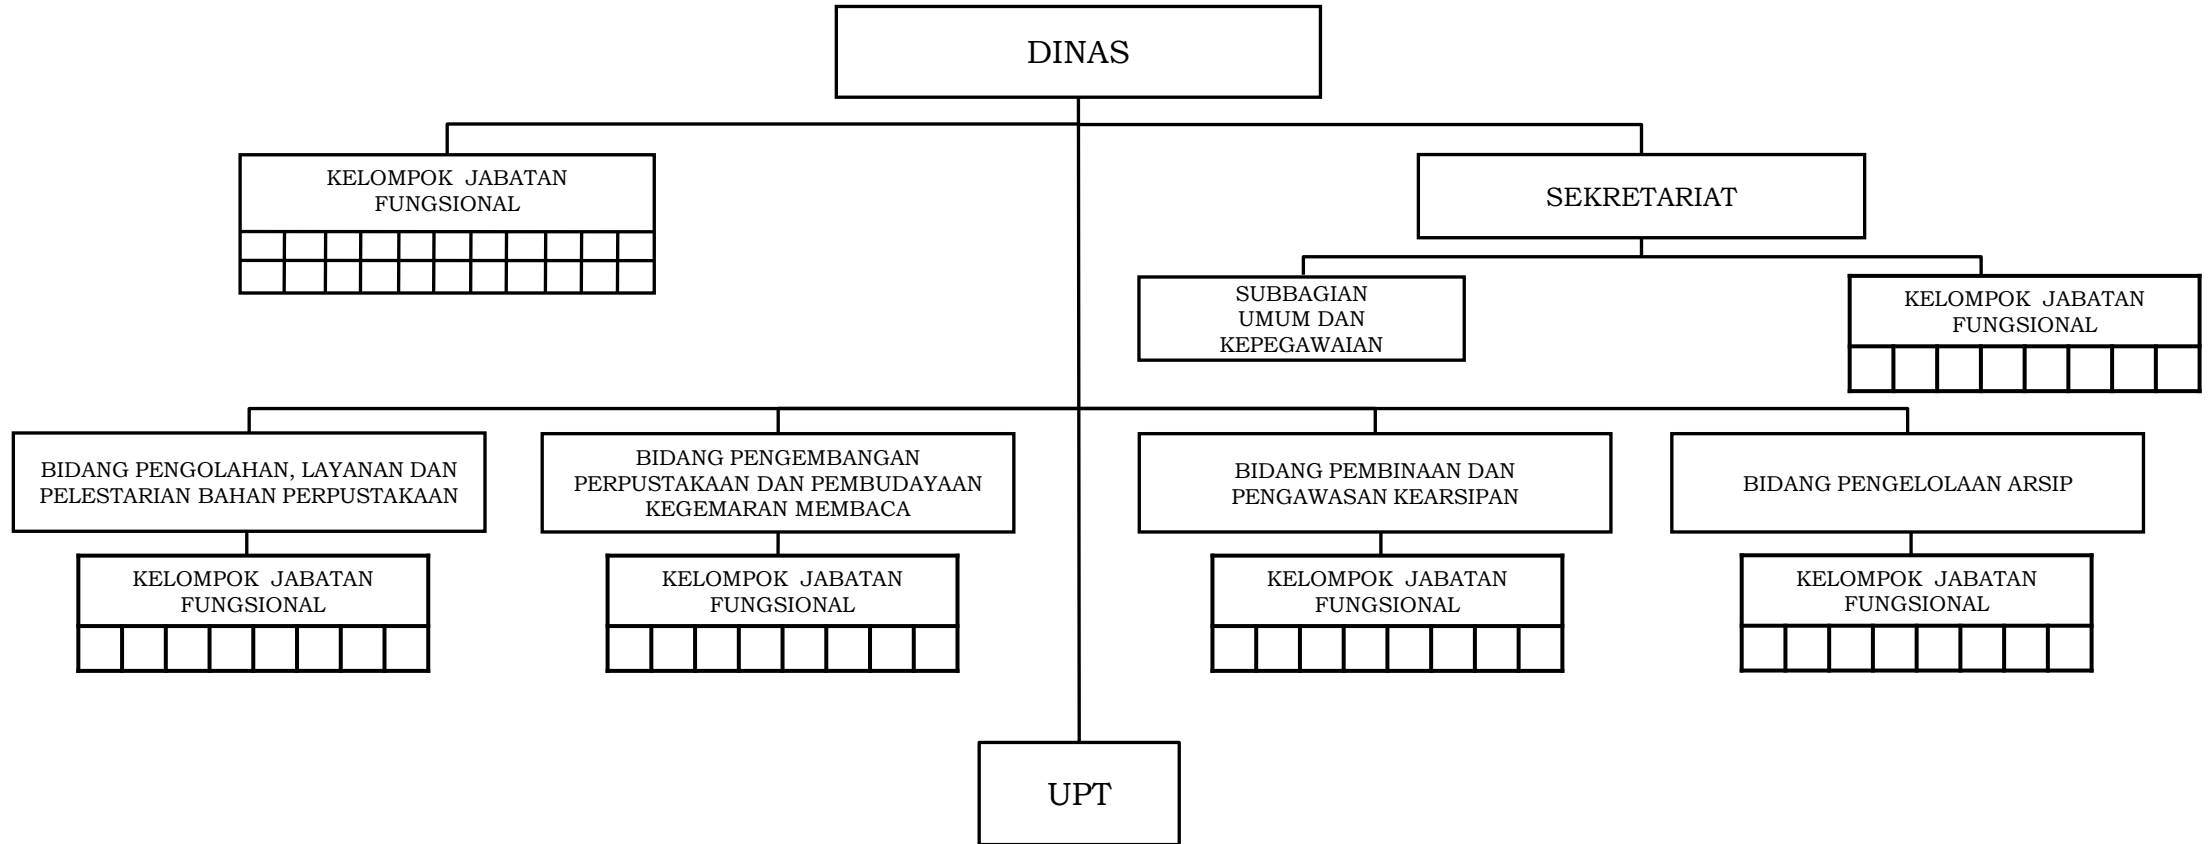 DINAS
KELOMPOK JABATAN
FUNGSIONAL
SEKRETARIAT
SUBBAGIAN
UMUM DAN
KEPEGAWAIAN
KELOMPOK JABATAN
FUNGSIONAL
BIDANG PENGOLAHAN, LAYANAN DAN
PELESTARIAN BAHAN PERPUSTAKAAN
BIDANG PENGEMBANGAN
PERPUSTAKAAN DAN PEMBUDAYAAN
KEGEMARAN MEMBACA
BIDANG PEMBINAAN DAN
PENGAWASAN KEARSIPAN
BIDANG PENGELOLAAN ARSIP
KELOMPOK JABATAN
FUNGSIONAL
KELOMPOK JABATAN
FUNGSIONAL
KELOMPOK JABATAN
FUNGSIONAL
KELOMPOK JABATAN
FUNGSIONAL
UPT